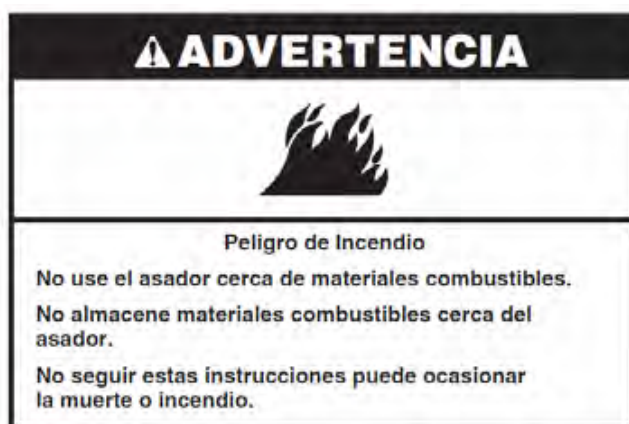 ADVERTENCIA
Peligro de Incendio
No use el asador cerca de materiales combustibles.
No almacene materiales combustibles cerca del
asador.
No seguir estas instrucciones puede ocasionar
la muerte o incendio.